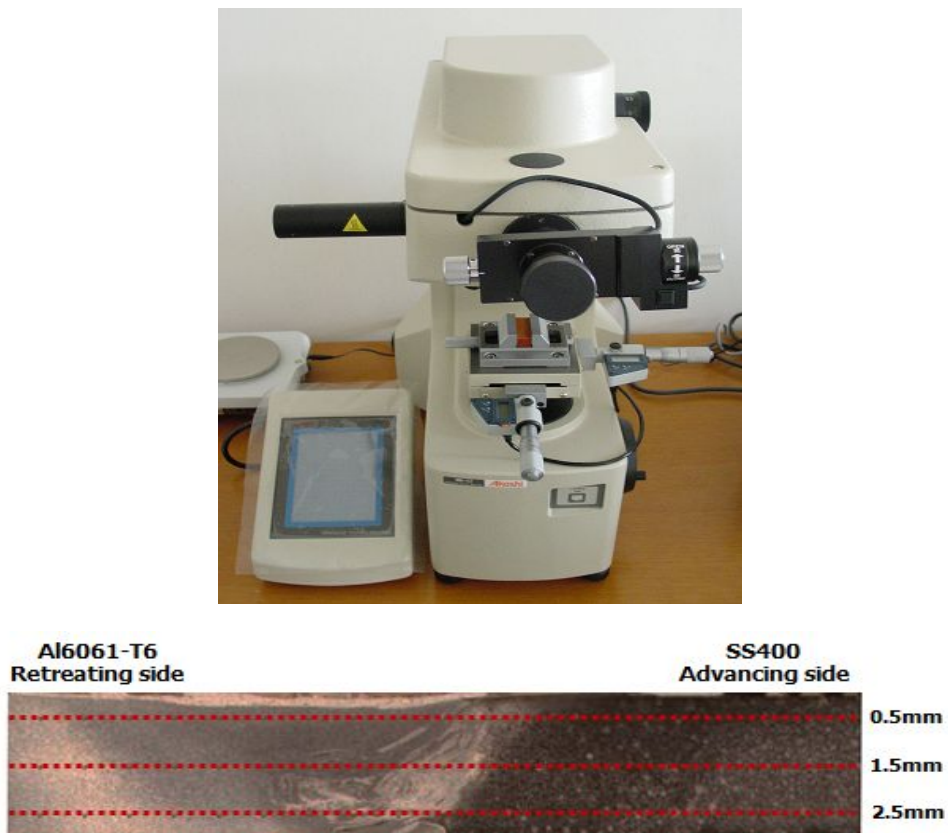 Akashi
Al6061-T6
Retreating side
SS400
Advancing side
0.5mm
1.5mm
2.5mm